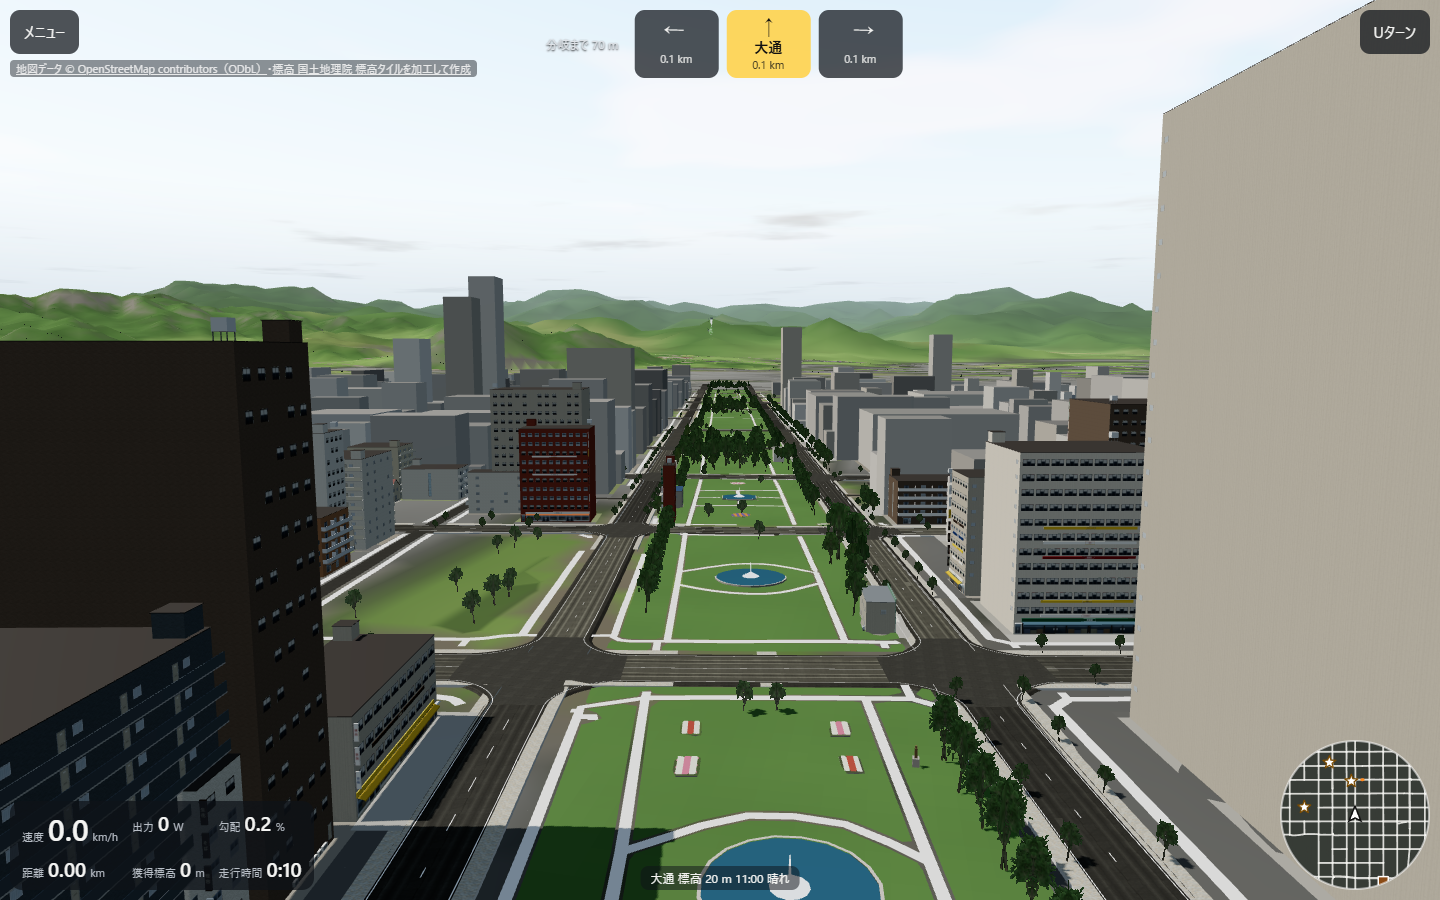 メニュー
地図データ © OpenStreetMap contributors（ODbL）・標高 国土地理院 標高タイルを加工して作成
分岐まで 70 m
←
0.1 km
↑
大通
0.1 km
→
0.1 km
Uターン
速度 0.0 km/h 出力 0 W 勾配 0.2 %
距離 0.00 km 獲得標高 0 m 走行時間 0:10
大通 標高 20 m 11:00 晴れ